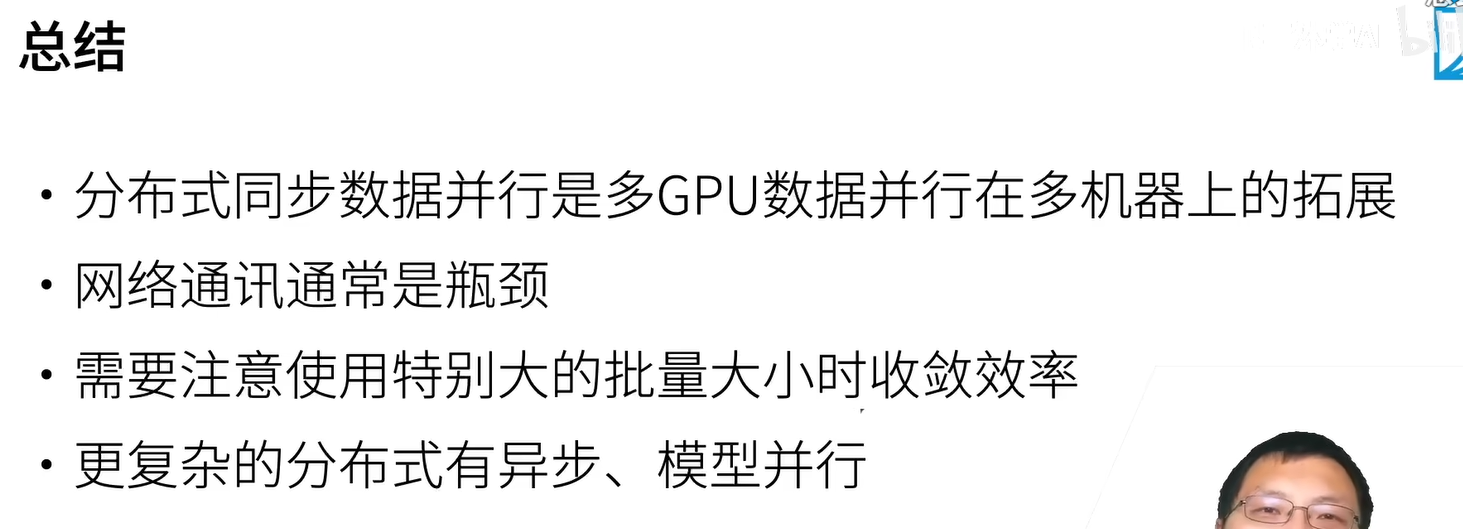 总结
• 分布式同步数据并行是多GPU数据并行在多机器上的拓展
• 网络通讯通常是瓶颈
• 需要注意使用特别大的批量大小时收敛效率
• 更复杂的分布式有异步、模型并行